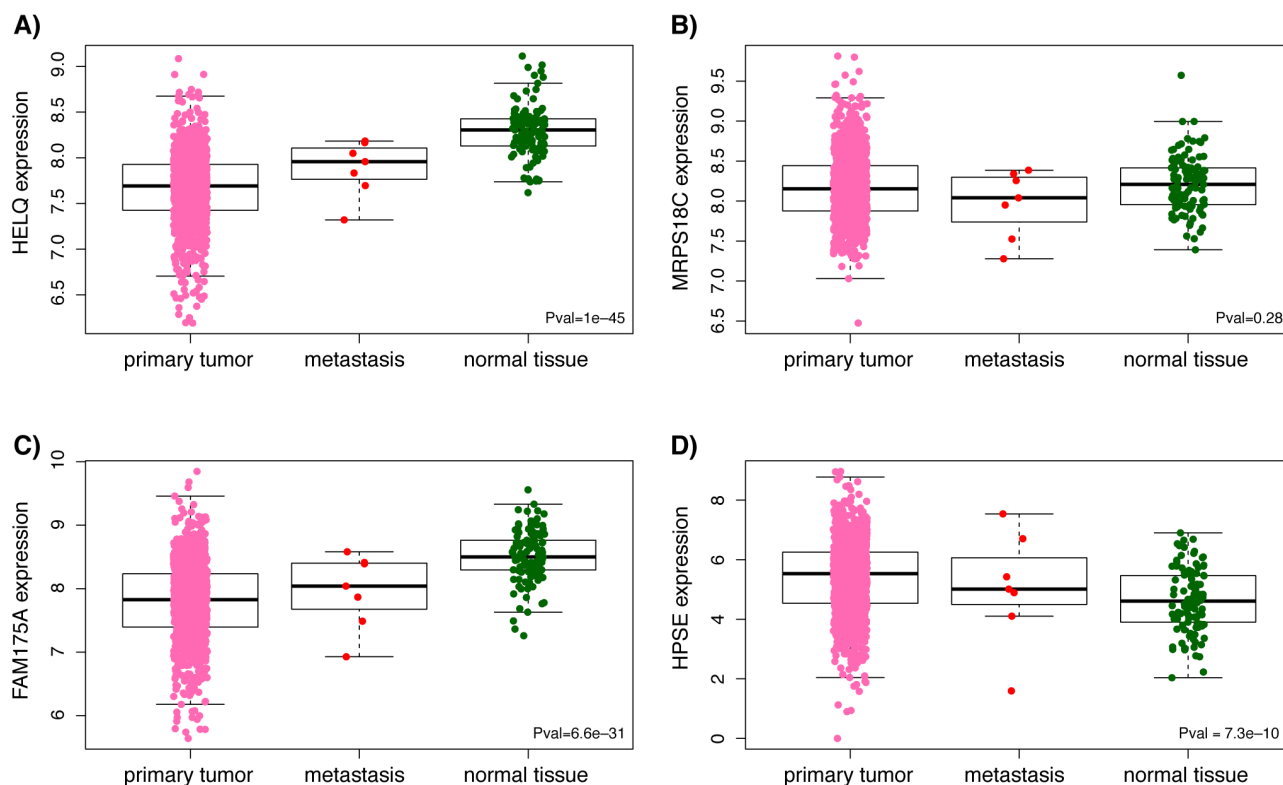 A)
HELQ expression
9.0
8.5
8.0
7.5
7.0
6.5
Pval=1e−45
primary tumor metastasis normal tissue
B)
MRPS18C expression
9.5
9.0
8.5
8.0
7.5
7.0
6.5
Pval=0.28
primary tumor metastasis normal tissue
C)
FAM175A expression
10
9
8
7
6
Pval=6.6e−31
primary tumor metastasis normal tissue
D)
HPSE expression
8
6
4
2
0
Pval = 7.3e−10
primary tumor metastasis normal tissue